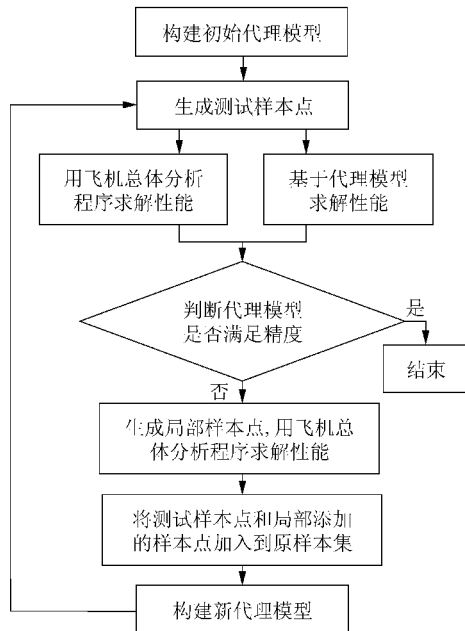 构建初始代理模型
生成测试样本点
用飞机总体分析
程序求解性能
基于代理模型
求解性能
判断代理模型
是否满足精度
是
结束
否
生成局部样本点,用飞机总
体分析程序求解性能
将测试样本点和局部添加
的样本点加入到原样本集
构建新代理模型